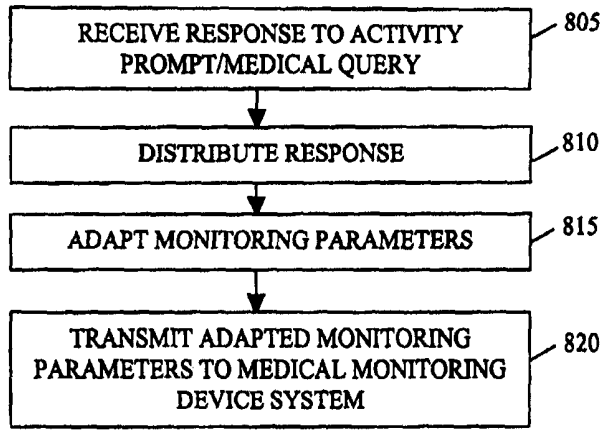 RECEIVE RESPONSE TO ACTIVITY
PROMPT/MEDICAL QUERY
805
DISTRIBUTE RESPONSE
810
ADAPT MONITORING PARAMETERS
815
TRANSMIT ADAPTED MONITORING
PARAMETERS TO MEDICAL MONITORING
DEVICE SYSTEM
820